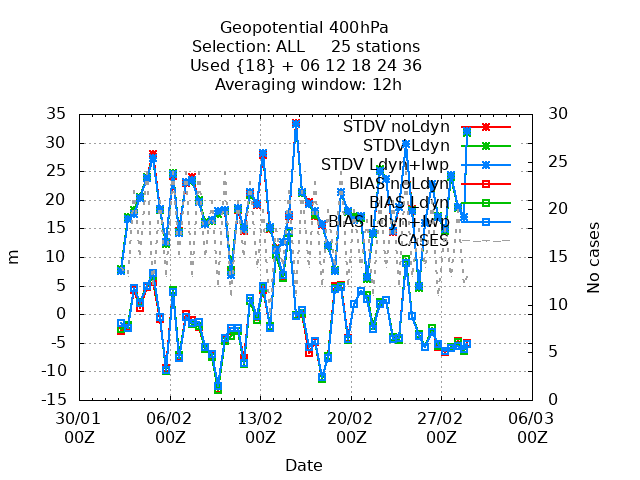 Geopotential 400hPa
Selection: ALL 25 stations
Used {18} + 06 12 18 24 36
Averaging window: 12h
35
30
25
20
15
10
5
0
-5
-10
-15
m
30
25
20
15
10
5
0
No cases
STDV noLdyn
STDV Ldyn
STDV Ldyn+lwp
BIAS noLdyn
BIAS Ldyn
BIAS Ldyn+lwp
CASES
30/01 06/02 13/02 20/02 27/02 06/03
00Z 00Z 00Z 00Z 00Z 00Z
Date